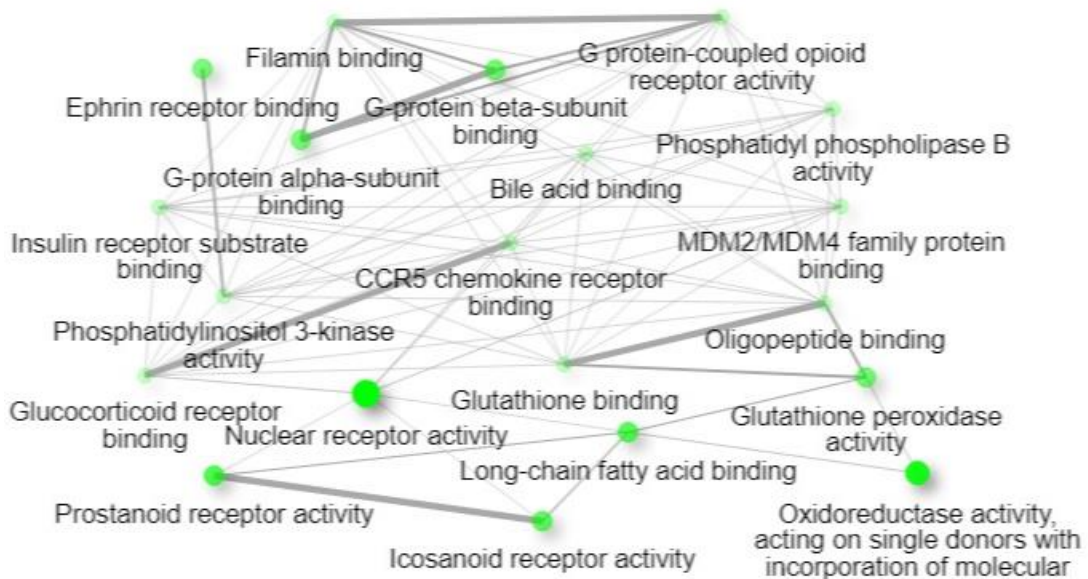 Filamin binding
G protein-coupled opioid
receptor activity
Ephrin receptor binding
G-protein beta-subunit
binding
Phosphatidyl phospholipase B
activity
G-protein alpha-subunit
binding
Bile acid binding
Insulin receptor substrate
binding
MDM2/MDM4 family protein
binding
CCR5 chemokine receptor
binding
Phosphatidylinositol 3-kinase
activity
Oligopeptide binding
Glucocorticoid receptor
binding
Nuclear receptor activity
Glutathione binding
Glutathione peroxidase
activity
Long-chain fatty acid binding
Prostanoid receptor activity
Icosanoid receptor activity
Oxidoreductase activity,
acting on single donors with
incorporation of molecular